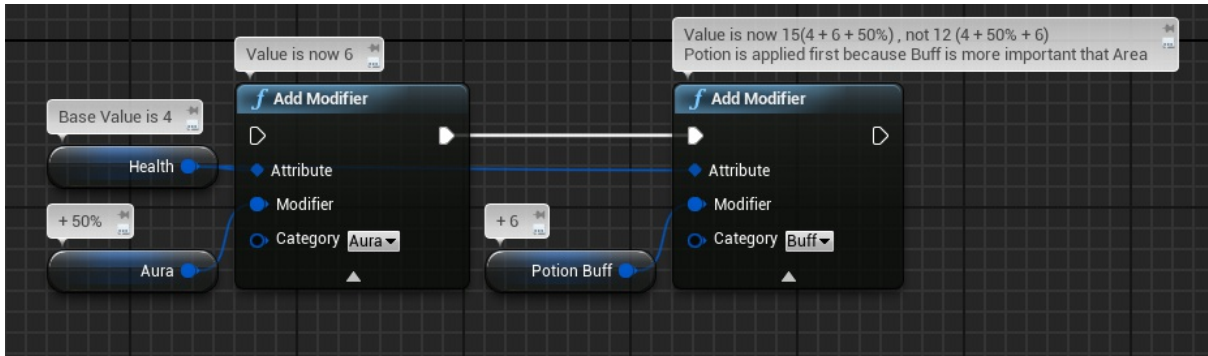 Value is now 15(4 + 6 + 50%) , not 12 (4 + 50% + 6)
Potion is applied first because Buff is more important that Area
Value is now 6
Base Value is 4
f Add Modifier
f Add Modifier
Health
Attribute
Attribute
Modifier
Modifier
+ 50%
+ 6
Category Aura
Category Buff
Aura
Potion Buff